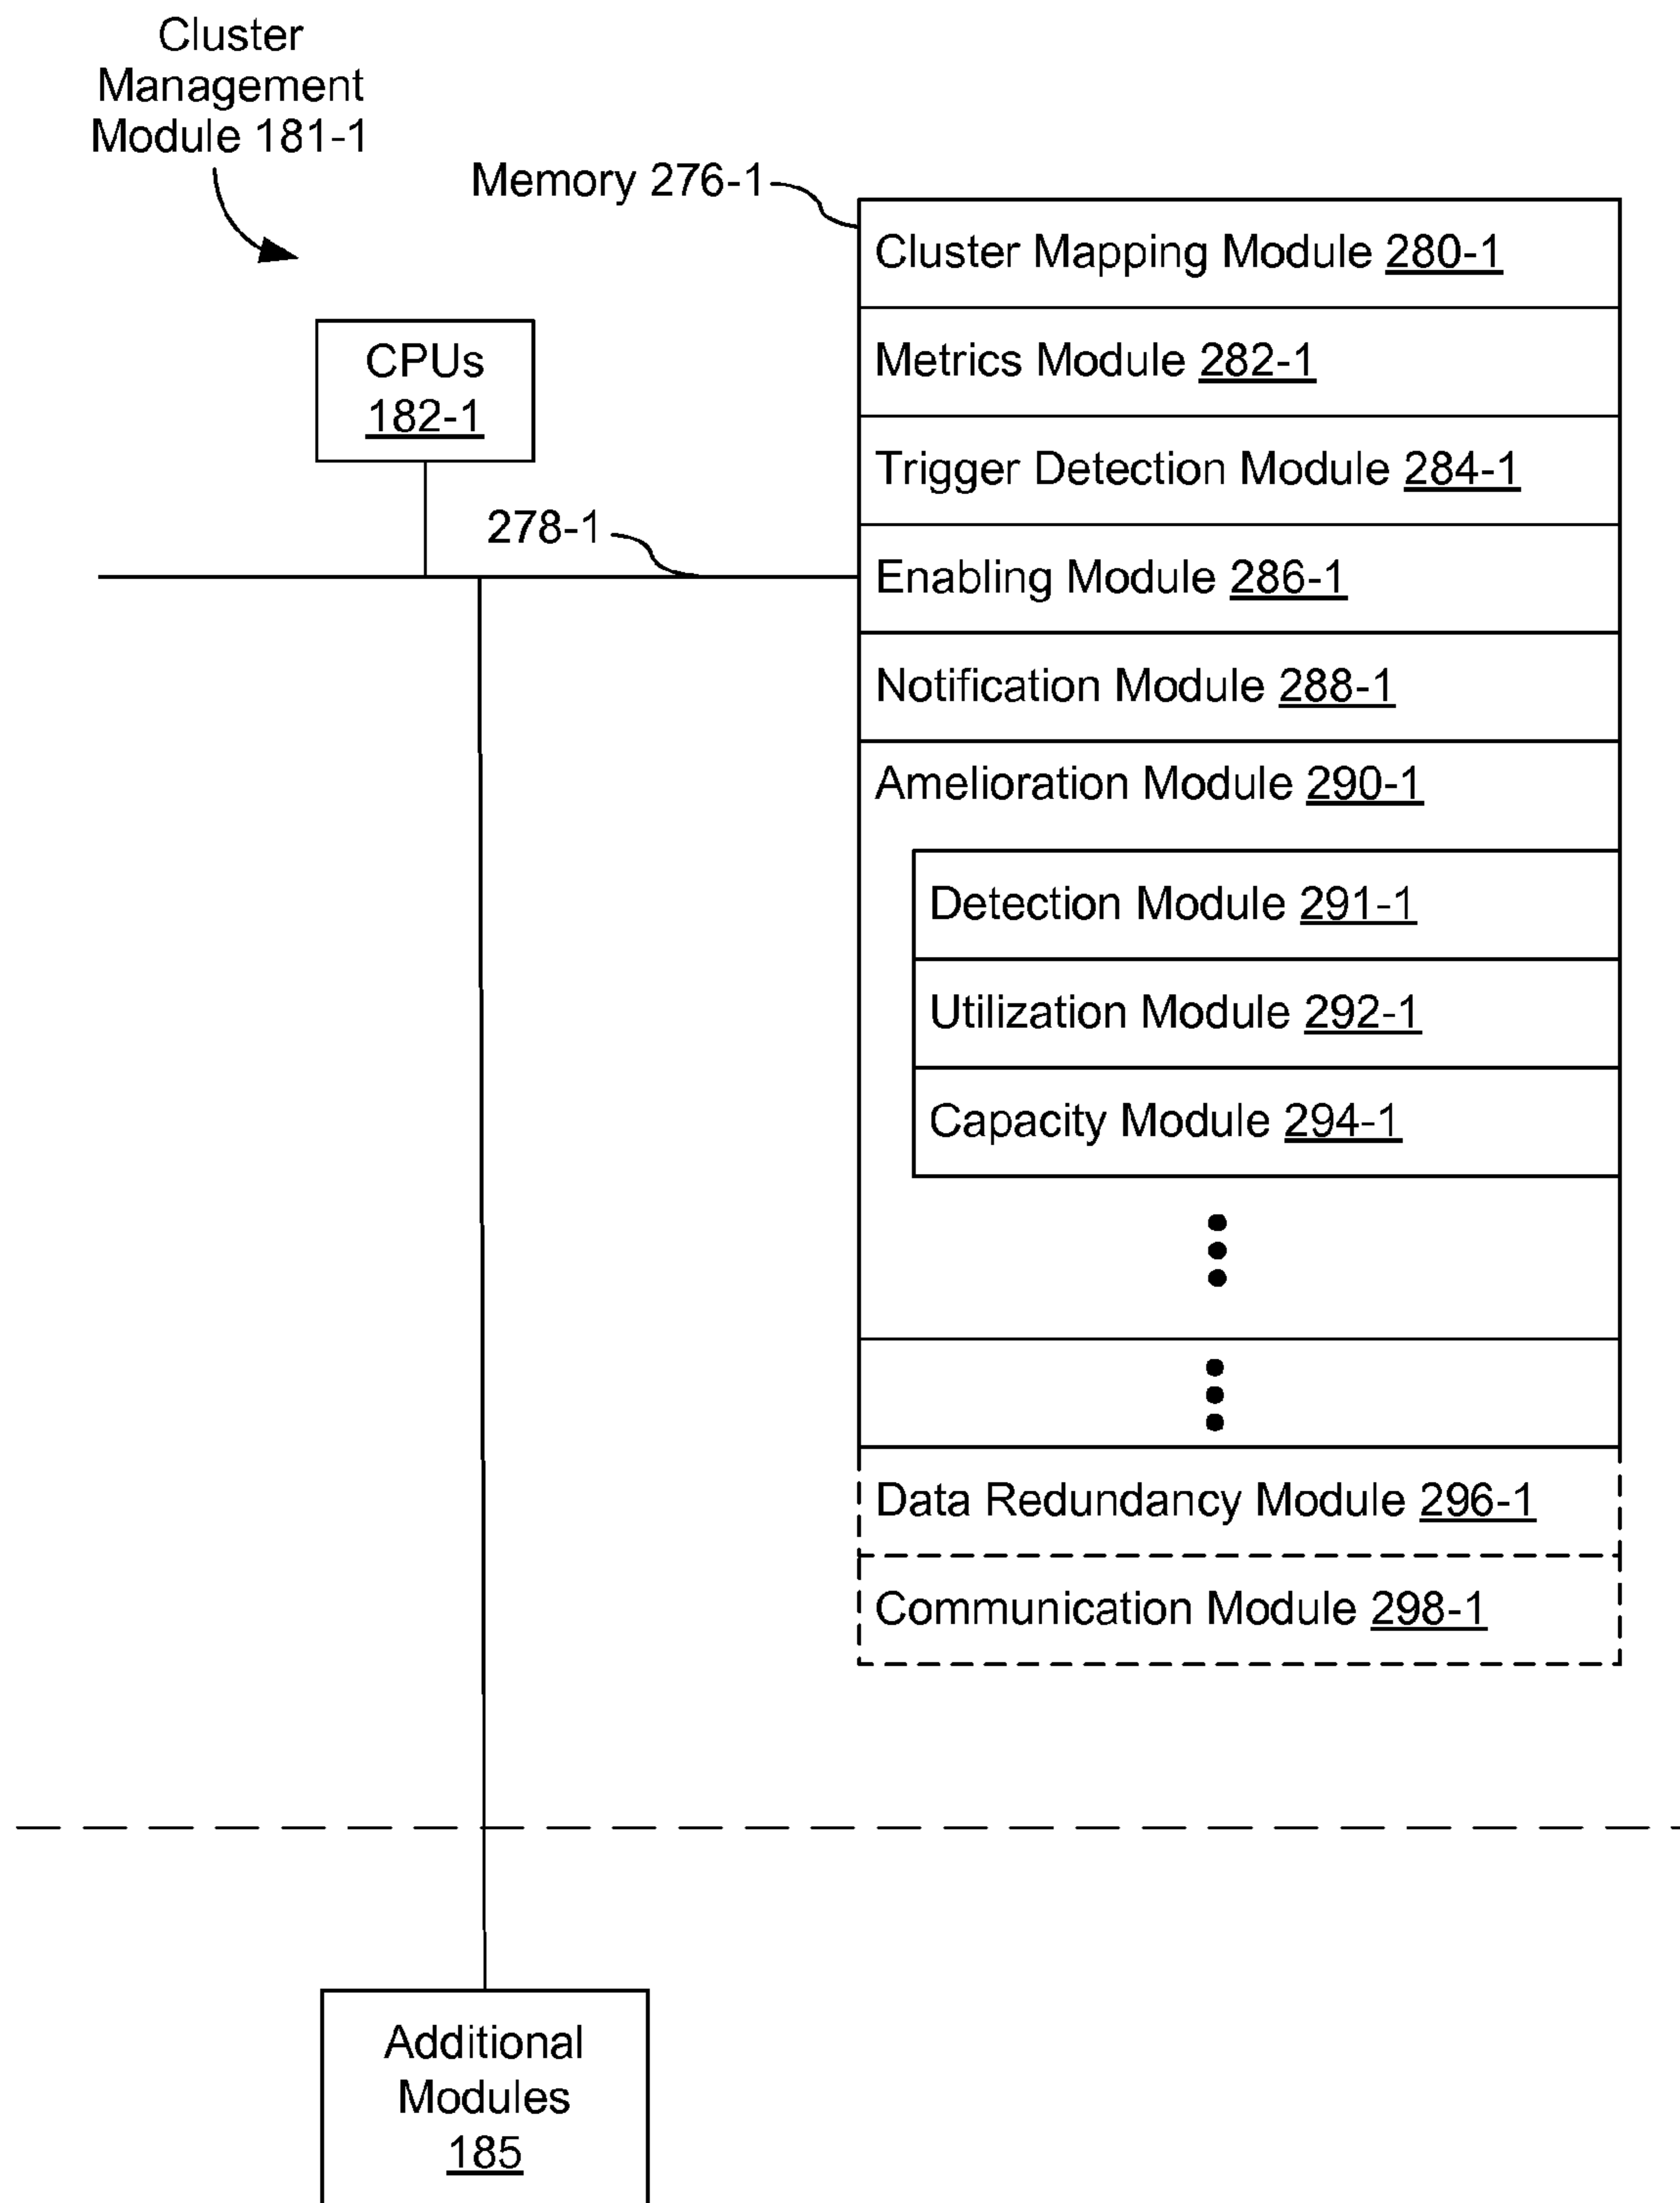 Cluster
Management
Module 181-1
Memory 276-1
Cluster Mapping Module 280-1
CPUs
182-1
Metrics Module 282-1
Trigger Detection Module 284-1
278-1
Enabling Module 286-1
Notification Module 288-1
Amelioration Module 290-1
Detection Module 291-1
Utilization Module 292-1
Capacity Module 294-1
Data Redundancy Module 296-1
Communication Module 298-1
Additional
Modules
185